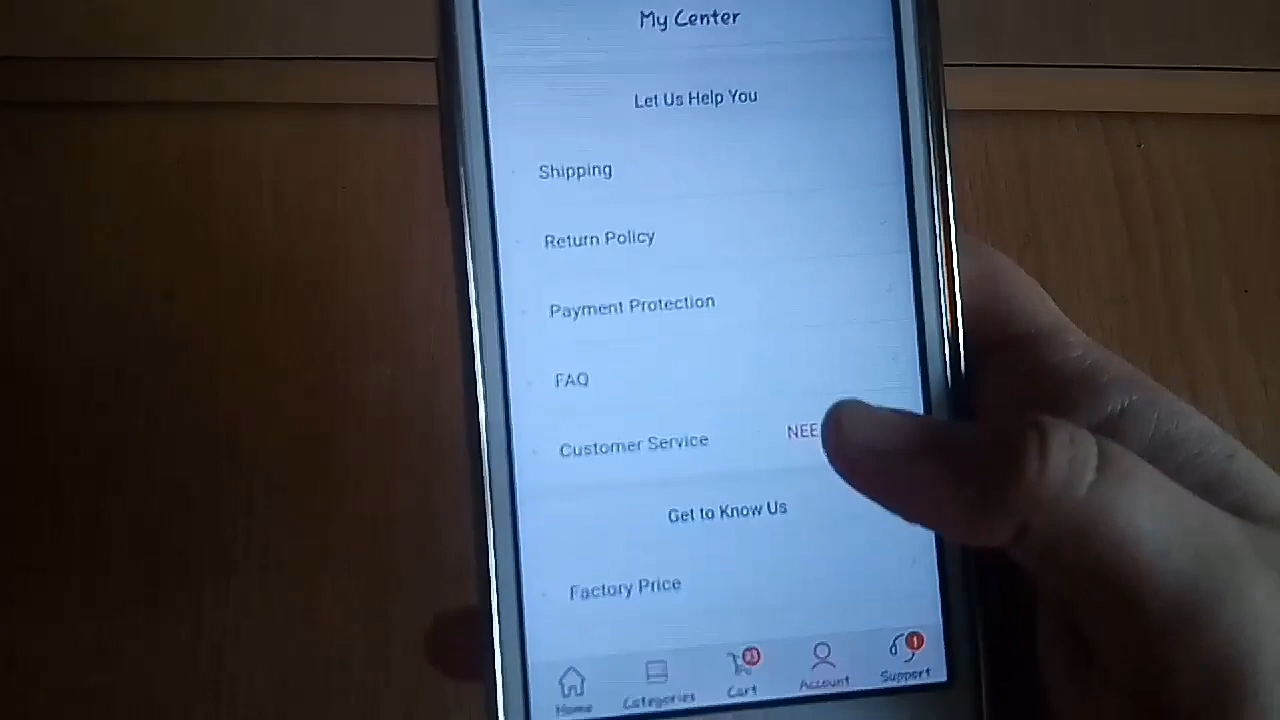 My Center
Let Us Help You
Shipping
Return Policy
Payment Protection
FAQ
Customer Service
Get to Know Us
Factory Price
Home
Categories
Cart
Account
1
Support